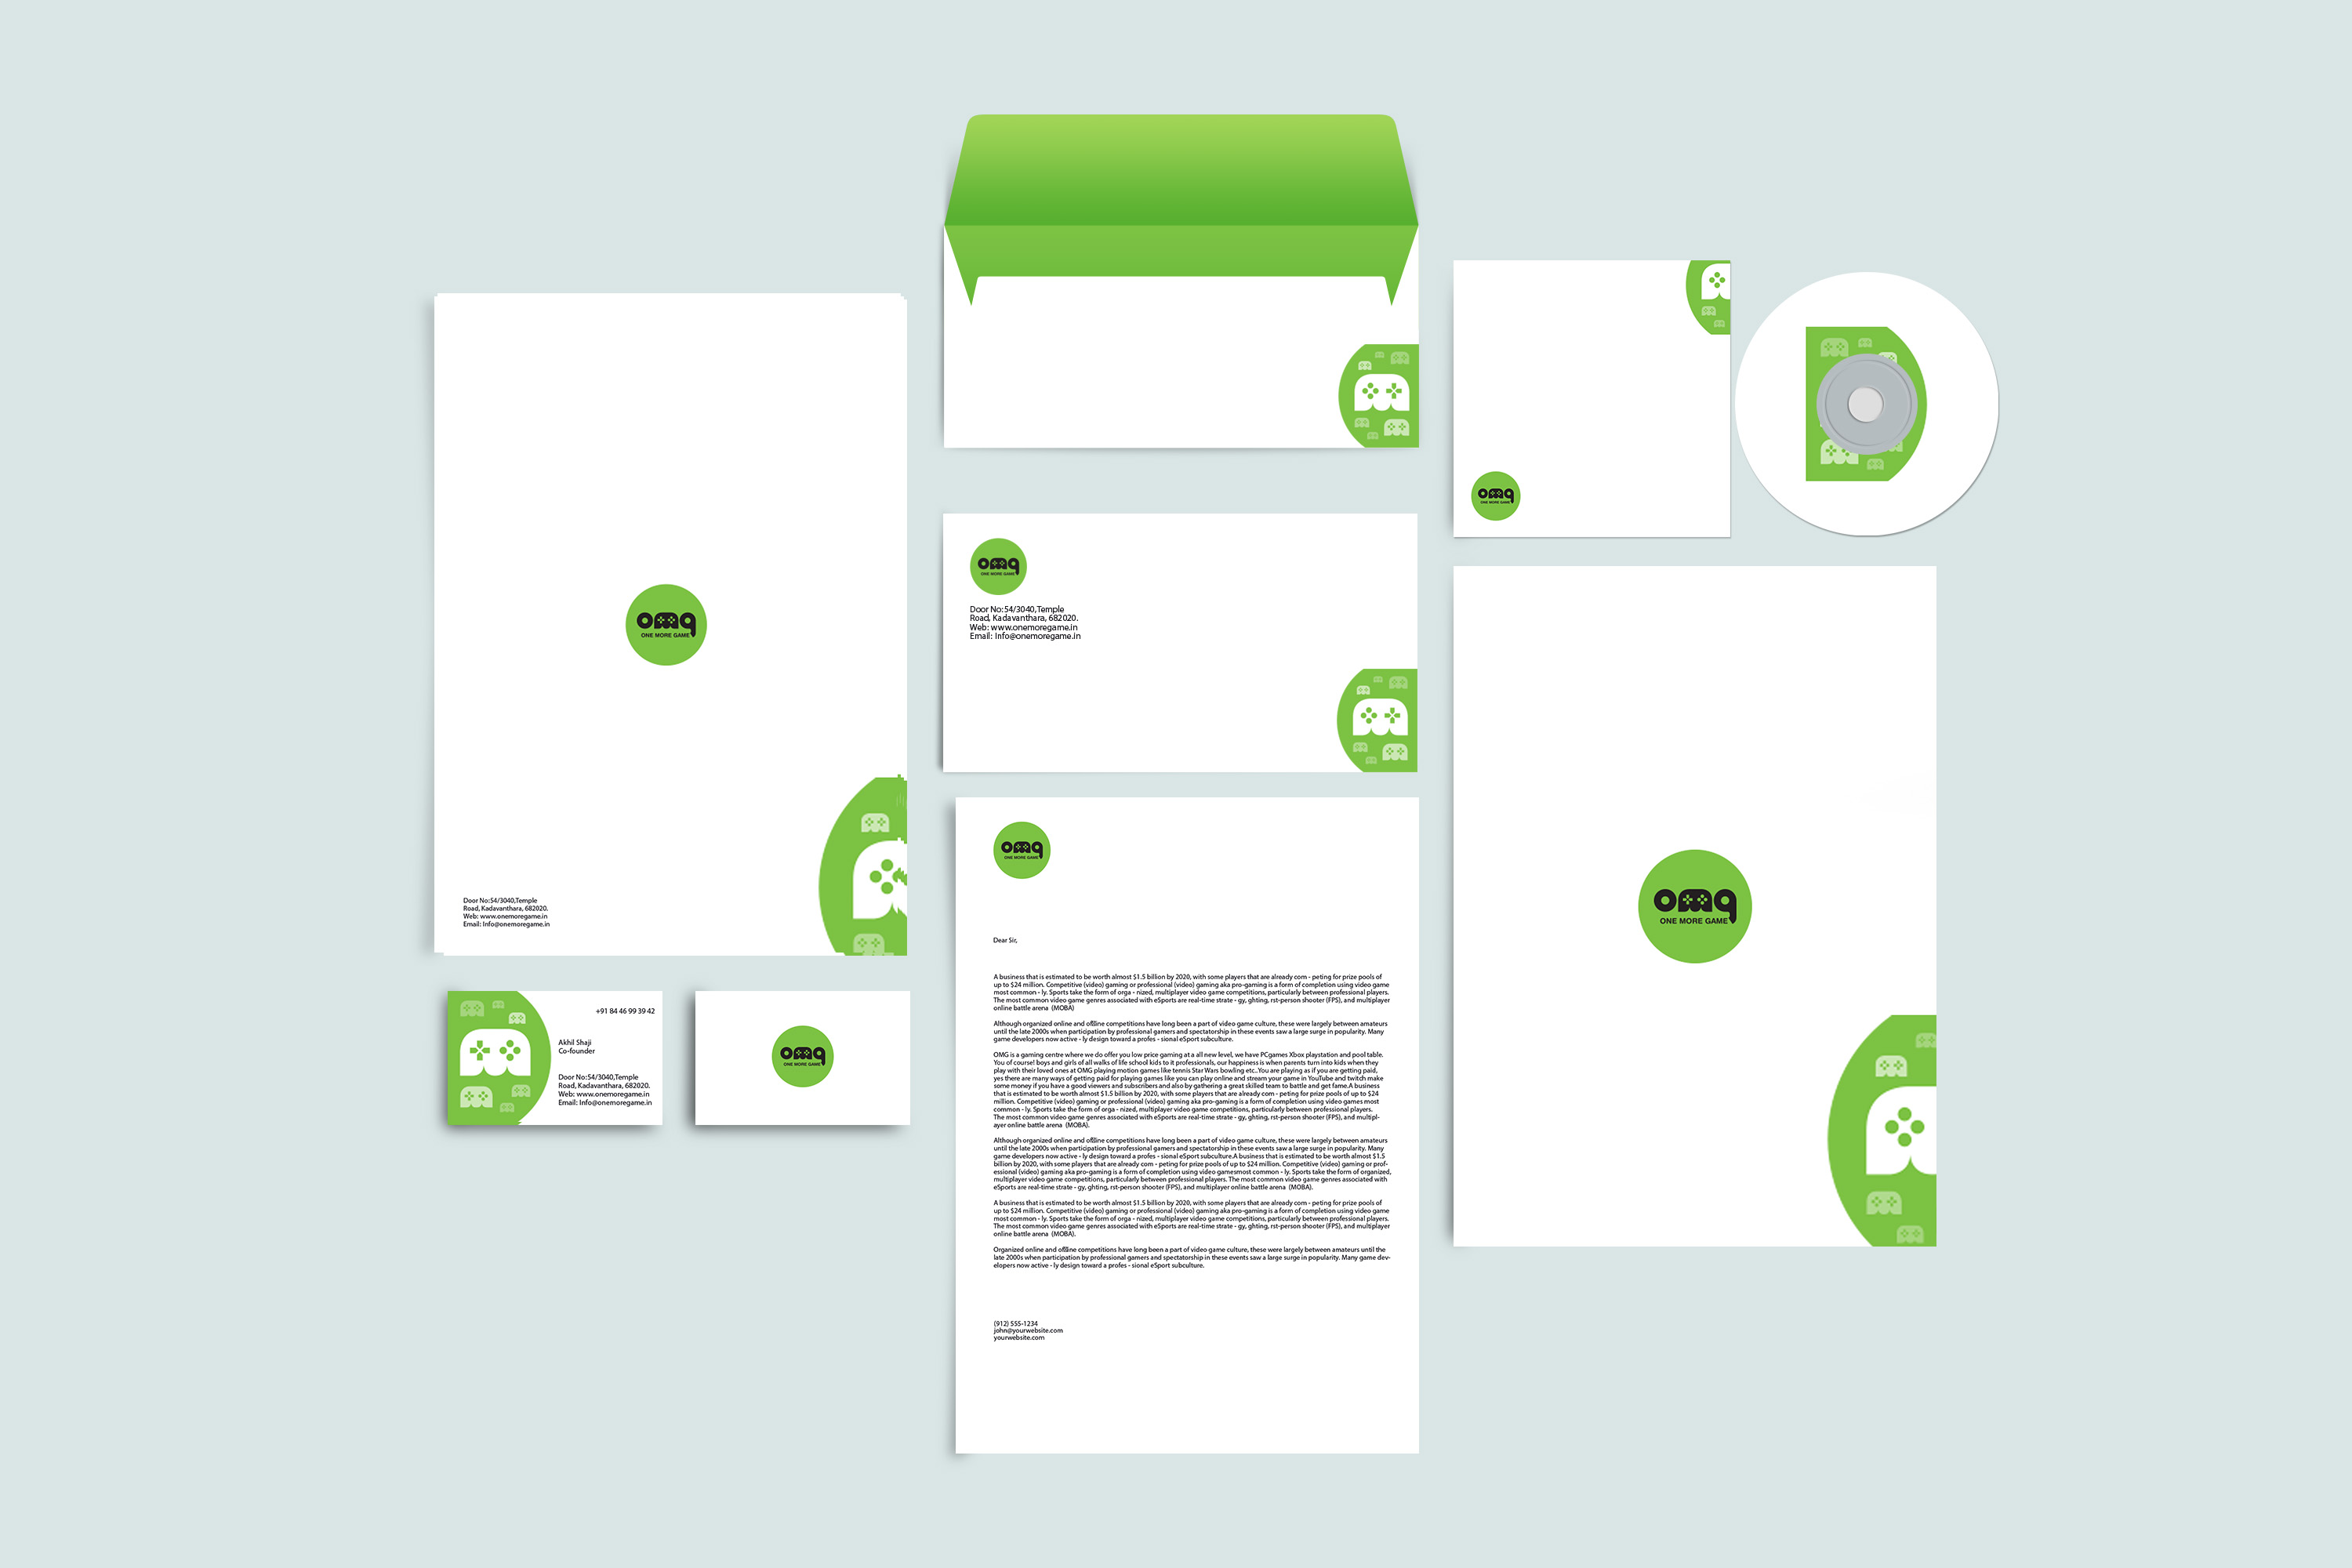 omg
ONE MORE GAME
Door No:54/3040,Temple
Road, Kadavanthara, 682020.
Web: www.onemoregame.in
Email: Info@onemoregame.in
+91 84 46 99 39 42
Akhil Shaji
Co-founder
Door No:54/3040,Temple
Road, Kadavanthara, 682020.
Web: www.onemoregame.in
Email: Info@onemoregame.in
omg
ONE MORE GAME
omg
ONE MORE GAME
Door No:54/3040,Temple
Road, Kadavanthara, 682020.
Web: www.onemoregame.in
Email: Info@onemoregame.in
omg
ONE MORE GAME
Dear Sir,
A business that is estimated to be worth almost $1.5 billion by 2020, with some players that are already com - peting for prize pools of
up to $24 million. Competitive (video) gaming or professional (video) gaming aka pro-gaming is a form of completion using video game
most common - ly. Sports take the form of orga - nized, multiplayer video game competitions, particularly between professional players.
The most common video game genres associated with eSports are real-time strate - gy, ghting, rst-person shooter (FPS), and multiplayer
online battle arena (MOBA)
Although organized online and offline competitions have long been a part of video game culture, these were largely between amateurs
until the late 2000s when participation by professional gamers and spectatorship in these events saw a large surge in popularity. Many
game developers now active - ly design toward a profes - sional eSport subculture.
OMG is a gaming centre where we do offer you low price gaming at a all new level, we have PCgames Xbox playstation and pool table.
You of course! boys and girls of all walks of life school kids to it professionals, our happiness is when parents turn into kids when they
play with their loved ones at OMG playing motion games like tennis Star Wars bowling etc..You are playing as if you are getting paid,
yes there are many ways of getting paid for playing games like you can play online and stream your game in YouTube and twitch make
some money if you have a good viewers and subscribers and also by gathering a great skilled team to battle and get fame.A business
that is estimated to be worth almost $1.5 billion by 2020, with some players that are already com - peting for prize pools of up to $24
million. Competitive (video) gaming or professional (video) gaming aka pro-gaming is a form of completion using video games most
common - ly. Sports take the form of orga - nized, multiplayer video game competitions, particularly between professional players.
The most common video game genres associated with eSports are real-time strate - gy, ghting, rst-person shooter (FPS), and multipl-
ayer online battle arena (MOBA).
Although organized online and offline competitions have long been a part of video game culture, these were largely between amateurs
until the late 2000s when participation by professional gamers and spectatorship in these events saw a large surge in popularity. Many
game developers now active - ly design toward a profes - sional eSport subculture.A business that is estimated to be worth almost $1.5
billion by 2020, with some players that are already com - peting for prize pools of up to $24 million. Competitive (video) gaming or prof-
essional (video) gaming aka pro-gaming is a form of completion using video gamesmost common - ly. Sports take the form of organized,
multiplayer video game competitions, particularly between professional players. The most common video game genres associated with
eSports are real-time strate - gy, ghting, rst-person shooter (FPS), and multiplayer online battle arena (MOBA).
A business that is estimated to be worth almost $1.5 billion by 2020, with some players that are already com - peting for prize pools of
up to $24 million. Competitive (video) gaming or professional (video) gaming aka pro-gaming is a form of completion using video game
most common - ly. Sports take the form of orga - nized, multiplayer video game competitions, particularly between professional players.
The most common video game genres associated with eSports are real-time strate - gy, ghting, rst-person shooter (FPS), and multiplayer
online battle arena (MOBA).
Organized online and offline competitions have long been a part of video game culture, these were largely between amateurs until the
late 2000s when participation by professional gamers and spectatorship in these events saw a large surge in popularity. Many game dev-
elopers now active - ly design toward a profes - sional eSport subculture.
(912) 555-1234
john@yourwebsite.com
yourwebsite.com
omg
ONE MORE GAME
omg
ONE MORE GAME